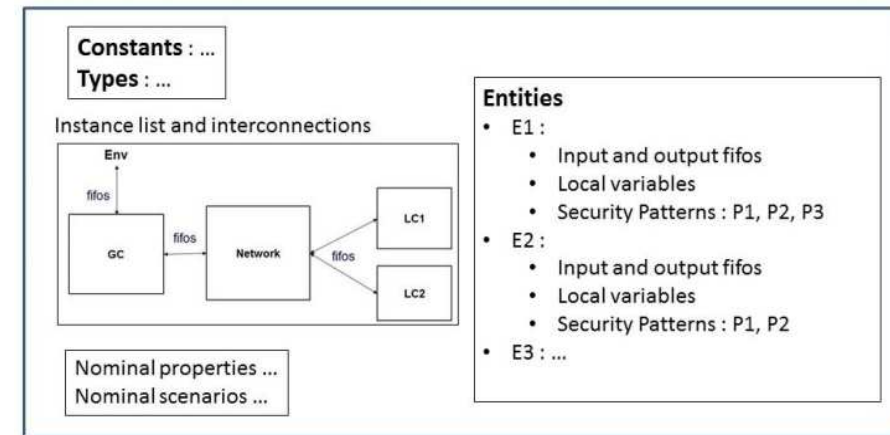 Constants : ...
Types : ...
Instance list and interconnections
Env
fifos
GC
fifos
Network
fifos
LC1
LC2
Nominal properties ...
Nominal scenarios ...
Entities
• E1 :
• Input and output fifos
• Local variables
• Security Patterns : P1, P2, P3
• E2 :
• Input and output fifos
• Local variables
• Security Patterns : P1, P2
• E3 : ...